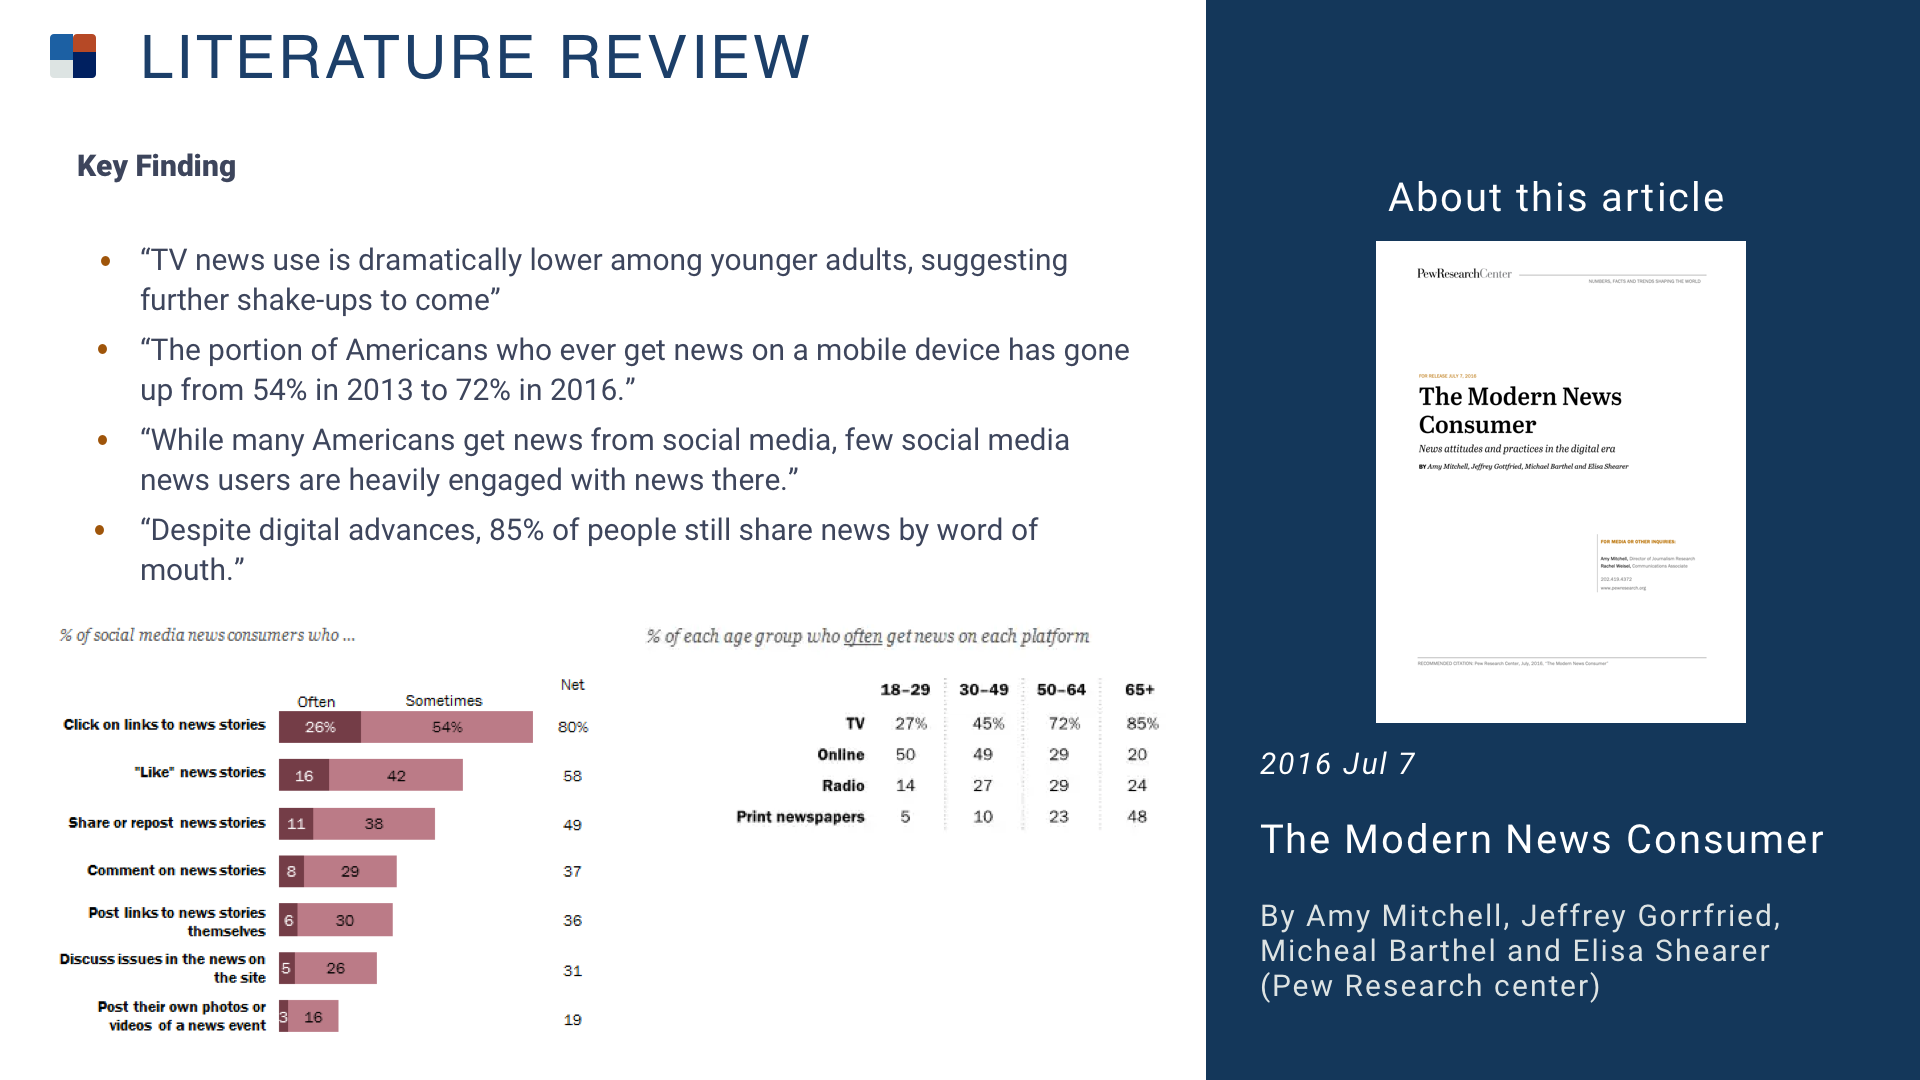 LITERATURE REVIEW
Key Finding
“TV news use is dramatically lower among younger adults, suggesting
further shake-ups to come”
“The portion of Americans who ever get news on a mobile device has gone
up from 54% in 2013 to 72% in 2016.”
“While many Americans get news from social media, few social media
news users are heavily engaged with news there.”
“Despite digital advances, 85% of people still share news by word of
mouth.”
% of social media news consumers who ...
Often Sometimes Net
Click on links to news stories 26% 54% 80%
"Like" news stories 16 42 58
Share or repost news stories 11 38 49
Comment on news stories 8 29 37
Post links to news stories
themselves 6 30 36
Discuss issues in the news on
the site 5 26 31
Post their own photos or
videos of a news event 3 16 19
% of each age group who often get news on each platform
18–29 30–49 50–64 65+
TV 27% 45% 72% 85%
Online 50 49 29 20
Radio 14 27 29 24
Print newspapers 5 10 23 48
About this article
PewResearchCenter
NUMBERS, FACTS AND TRENDS SHAPING THE WORLD
FOR RELEASE JULY 7, 2016
The Modern News
Consumer
News attitudes and practices in the digital era
BY Amy Mitchell, Jeffrey Gottfried, Michael Barthel and Elisa Shearer
FOR MEDIA OR OTHER INQUIRIES:
Amy Mitchell, Director of Journalism Research
Rachel Weisel, Communications Associate
202.419.4372
www.pewresearch.org
RECOMMENDED CITATION: Pew Research Center, July, 2016, "The Modern News Consumer"
2016 Jul 7
The Modern News Consumer
By Amy Mitchell, Jeffrey Gorrfried,
Micheal Barthel and Elisa Shearer
(Pew Research center)